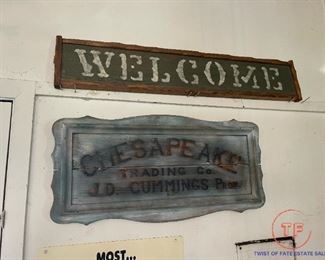 WELCOME
CHESAPEAKE
TRADING Co.
J.D. CUMMINGS Prop.
MOST...
TF
TWIST OF FATE ESTATE SALES